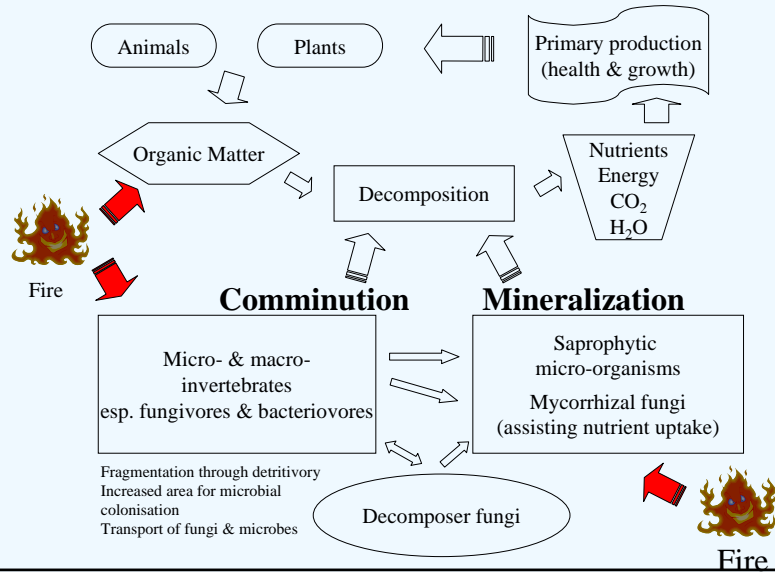 Animals
Plants
Primary production
(health & growth)
Organic Matter
Decomposition
Nutrients
Energy
CO₂
H₂O
Fire
Comminution
Mineralization
Micro- & macro-
invertebrates
esp. fungivores & bacteriovores
Saprophytic
micro-organisms
Mycorrhizal fungi
(assisting nutrient uptake)
Fragmentation through detritivory
Increased area for microbial
colonisation
Transport of fungi & microbes
Decomposer fungi
Fire